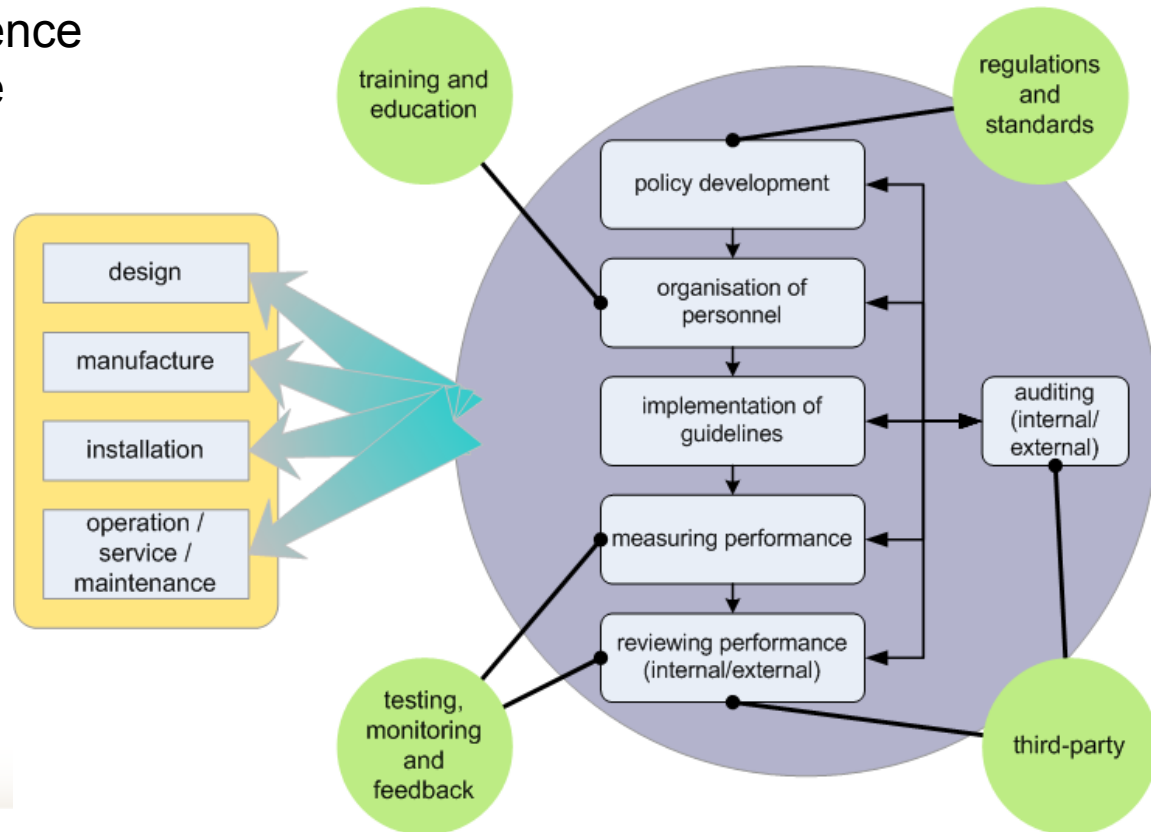 training and
education
regulations
and
standards
policy development
design
organisation of
personnel
manufacture
implementation of
guidelines
auditing
(internal/
external)
installation
operation /
service /
maintenance
measuring performance
reviewing performance
(internal/external)
testing,
monitoring
and
feedback
third-party